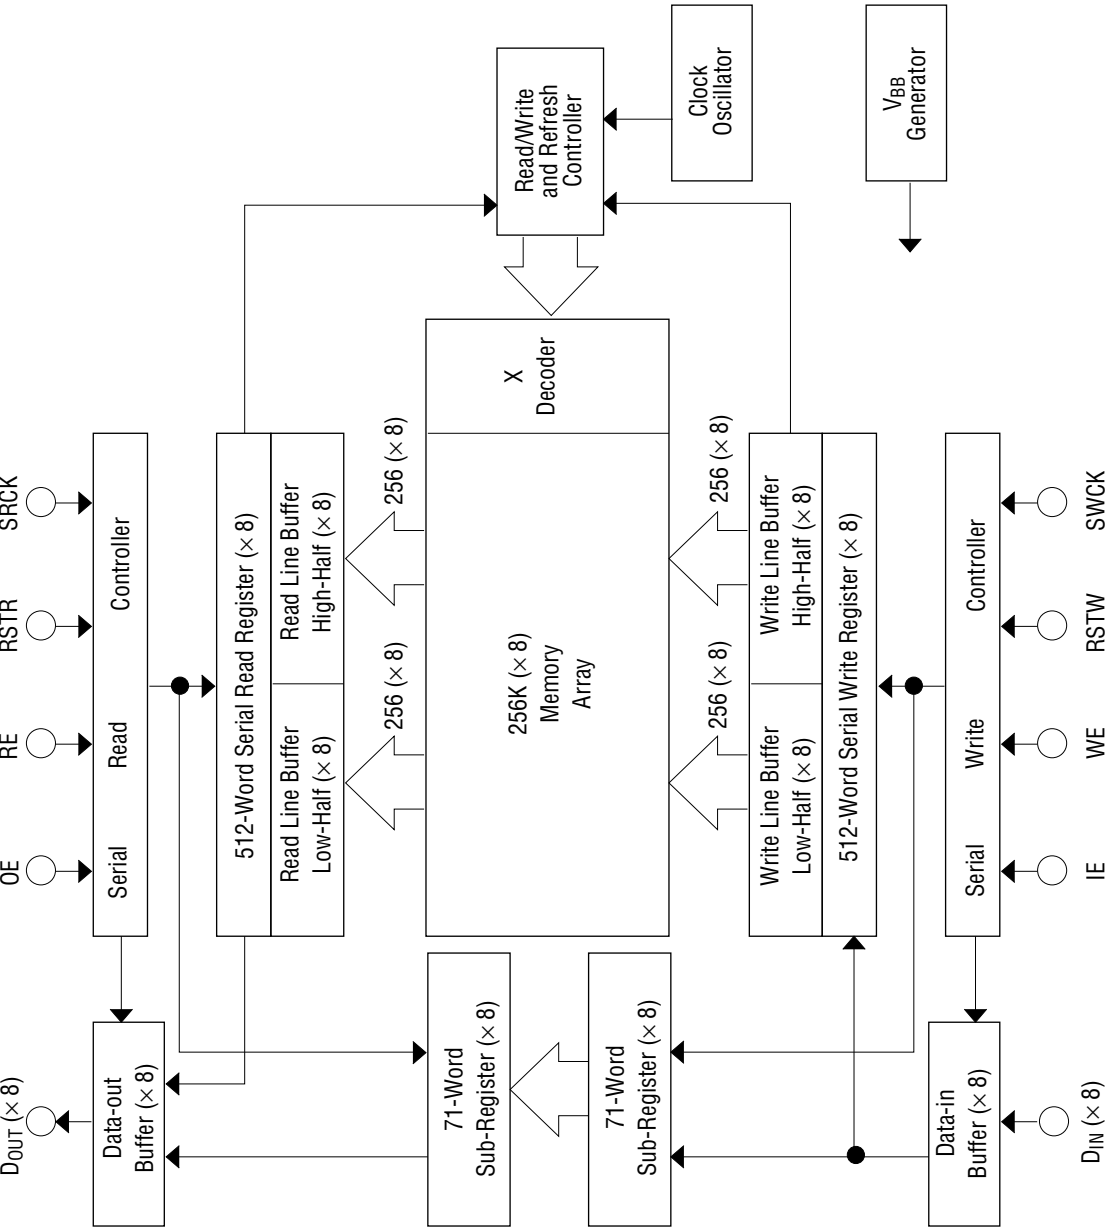 DOUT (× 8)
OE
RE
RSTR
SRCK
Data-out
Buffer (× 8)
Serial Read Controller
512-Word Serial Read Register (× 8)
Read Line Buffer
Low-Half (× 8)
Read Line Buffer
High-Half (× 8)
256 (× 8)
256 (× 8)
71-Word
Sub-Register (× 8)
71-Word
Sub-Register (× 8)
256K (× 8)
Memory
Array
X
Decoder
Read/Write
and Refresh
Controller
Clock
Oscillator
VBB
Generator
256 (× 8)
256 (× 8)
Write Line Buffer
Low-Half (× 8)
Write Line Buffer
High-Half (× 8)
512-Word Serial Write Register (× 8)
Data-in
Buffer (× 8)
Serial Write Controller
DIN (× 8)
IE
WE
RSTW
SWCK